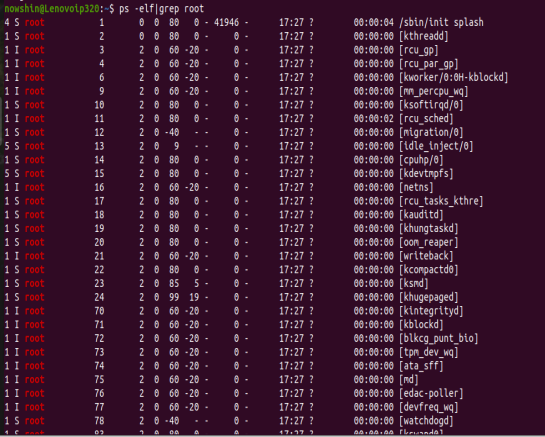 nowshin@Lenovoip320:~$ ps -elf|grep root
4 S root 1 0 0 80 0 - 41946 - 17:27 ? 00:00:04 /sbin/init splash
1 S root 2 0 0 80 0 - 0 - 17:27 ? 00:00:00 [kthreadd]
1 I root 3 2 0 60 -20 - 0 - 17:27 ? 00:00:00 [rcu_gp]
1 I root 4 2 0 60 -20 - 0 - 17:27 ? 00:00:00 [rcu_par_gp]
1 I root 6 2 0 60 -20 - 0 - 17:27 ? 00:00:00 [kworker/0:0H-kblockd]
1 I root 9 2 0 60 -20 - 0 - 17:27 ? 00:00:00 [mm_percpu_wq]
1 S root 10 2 0 80 0 - 0 - 17:27 ? 00:00:00 [ksoftirqd/0]
1 I root 11 2 0 80 0 - 0 - 17:27 ? 00:00:02 [rcu_sched]
1 S root 12 2 0 -40 - - 0 - 17:27 ? 00:00:00 [migration/0]
5 S root 13 2 0 9 - - 0 - 17:27 ? 00:00:00 [idle_inject/0]
1 S root 14 2 0 80 0 - 0 - 17:27 ? 00:00:00 [cpuhp/0]
5 S root 15 2 0 80 0 - 0 - 17:27 ? 00:00:00 [kdevtmpfs]
1 I root 16 2 0 60 -20 - 0 - 17:27 ? 00:00:00 [netns]
1 S root 17 2 0 80 0 - 0 - 17:27 ? 00:00:00 [rcu_tasks_kthre]
1 S root 18 2 0 80 0 - 0 - 17:27 ? 00:00:00 [kauditd]
1 S root 19 2 0 80 0 - 0 - 17:27 ? 00:00:00 [khungtaskd]
1 S root 20 2 0 80 0 - 0 - 17:27 ? 00:00:00 [oom_reaper]
1 I root 21 2 0 60 -20 - 0 - 17:27 ? 00:00:00 [writeback]
1 S root 22 2 0 80 0 - 0 - 17:27 ? 00:00:00 [kcompactd0]
1 S root 23 2 0 85 5 - 0 - 17:27 ? 00:00:00 [ksmd]
1 S root 24 2 0 99 19 - 0 - 17:27 ? 00:00:00 [khugepaged]
1 I root 70 2 0 60 -20 - 0 - 17:27 ? 00:00:00 [kintegrityd]
1 I root 71 2 0 60 -20 - 0 - 17:27 ? 00:00:00 [kblockd]
1 I root 72 2 0 60 -20 - 0 - 17:27 ? 00:00:00 [blkcg_punt_bio]
1 I root 73 2 0 60 -20 - 0 - 17:27 ? 00:00:00 [tpm_dev_wq]
1 I root 74 2 0 60 -20 - 0 - 17:27 ? 00:00:00 [ata_sff]
1 I root 75 2 0 60 -20 - 0 - 17:27 ? 00:00:00 [md]
1 I root 76 2 0 60 -20 - 0 - 17:27 ? 00:00:00 [edac-poller]
1 I root 77 2 0 60 -20 - 0 - 17:27 ? 00:00:00 [devfreq_wq]
1 S root 78 2 0 -40 - - 0 - 17:27 ? 00:00:00 [watchdogd]